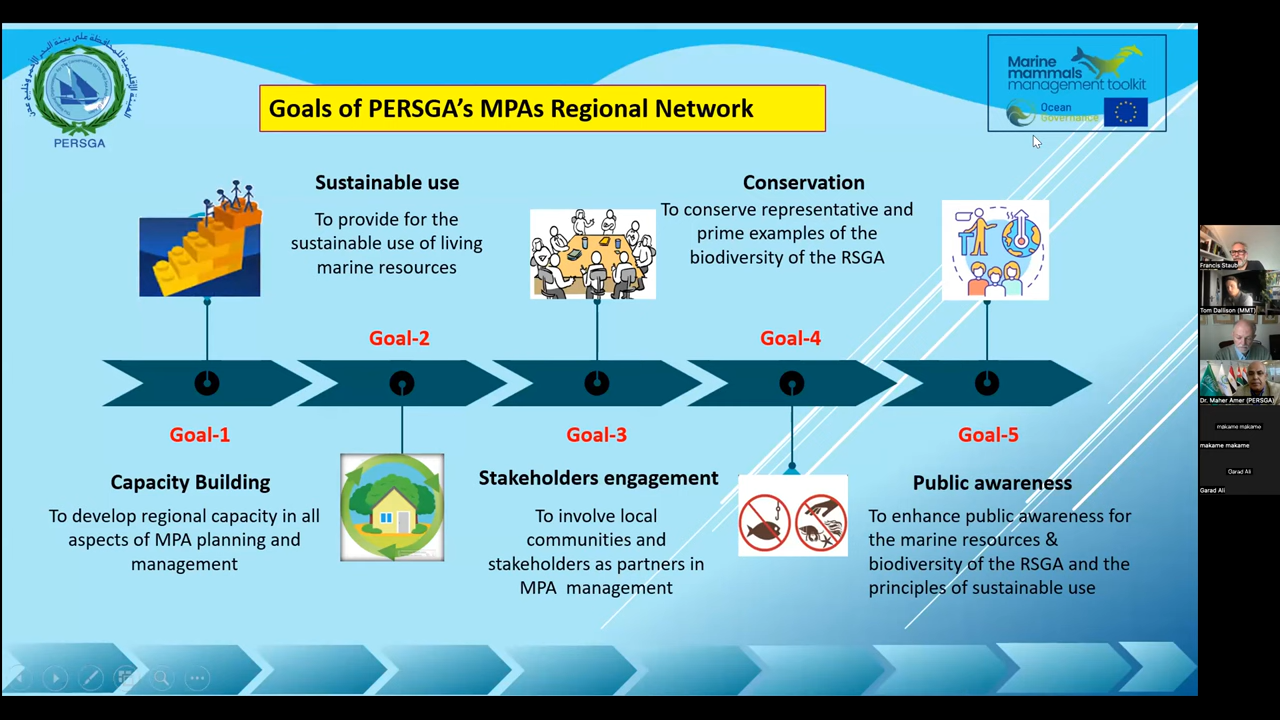 PERSGA
Goals of PERSGA's MPAs Regional Network
Marine
mammals
management toolkit
Ocean
Governance
Sustainable use
To provide for the
sustainable use of living
marine resources
Conservation
To conserve representative and
prime examples of the
biodiversity of the RSGA
Goal-2
Goal-4
Goal-1
Goal-3
Goal-5
Capacity Building
To develop regional capacity in all
aspects of MPA planning and
management
Stakeholders engagement
To involve local
communities and
stakeholders as partners in
MPA management
Public awareness
To enhance public awareness for
the marine resources &
biodiversity of the RSGA and the
principles of sustainable use
Francis Staub
Tom Dallison (MMT)
Dr. Maher Amer (PERSGA)
makame makame
makame makame
Garad Ali
Garad Ali